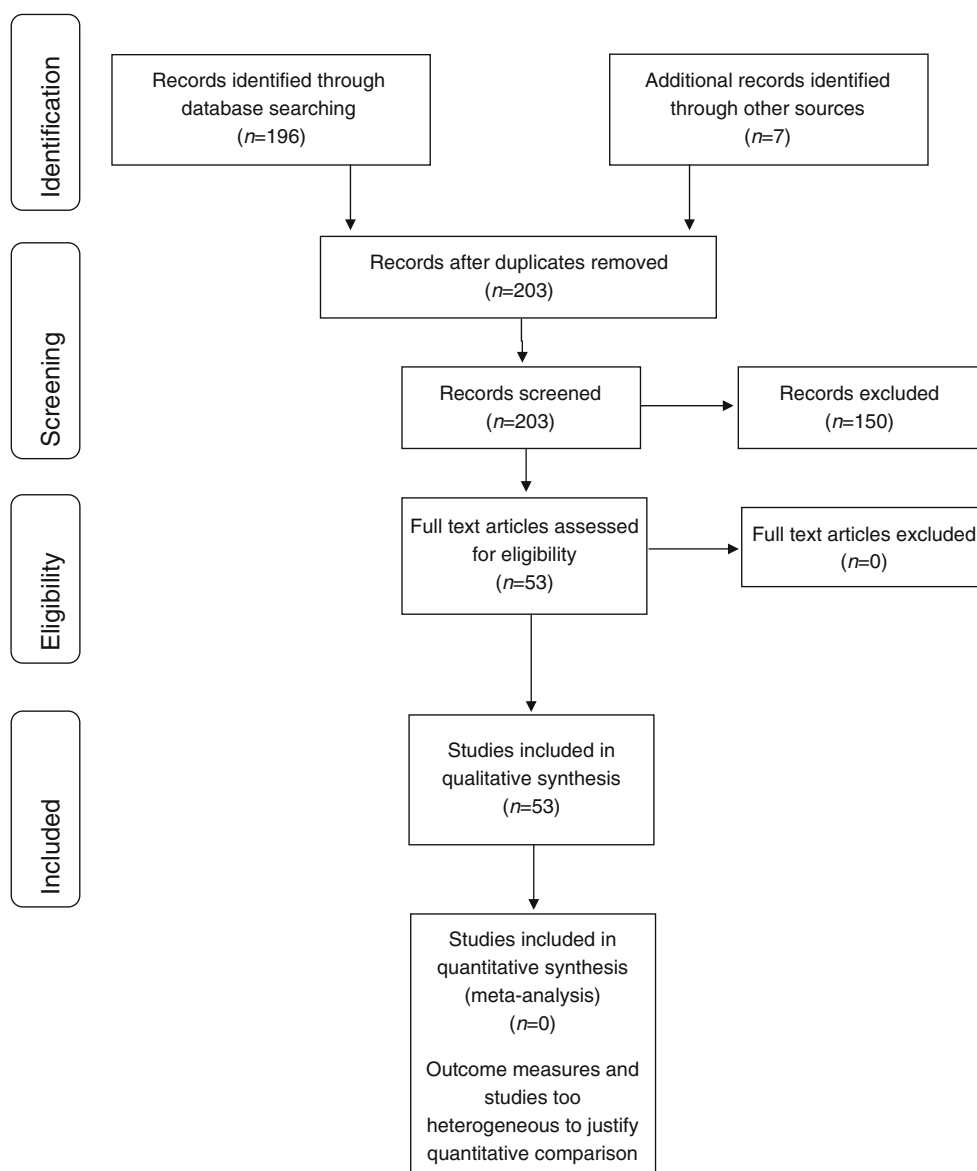 Identification
Records identified through
database searching
(n=196)
Additional records identified
through other sources
(n=7)
Screening
Records after duplicates removed
(n=203)
Records screened
(n=203)
Records excluded
(n=150)
Eligibility
Full text articles assessed
for eligibility
(n=53)
Full text articles excluded
(n=0)
Included
Studies included in
qualitative synthesis
(n=53)
Studies included in
quantitative synthesis
(meta-analysis)
(n=0)
Outcome measures and
studies too
heterogeneous to justify
quantitative comparison